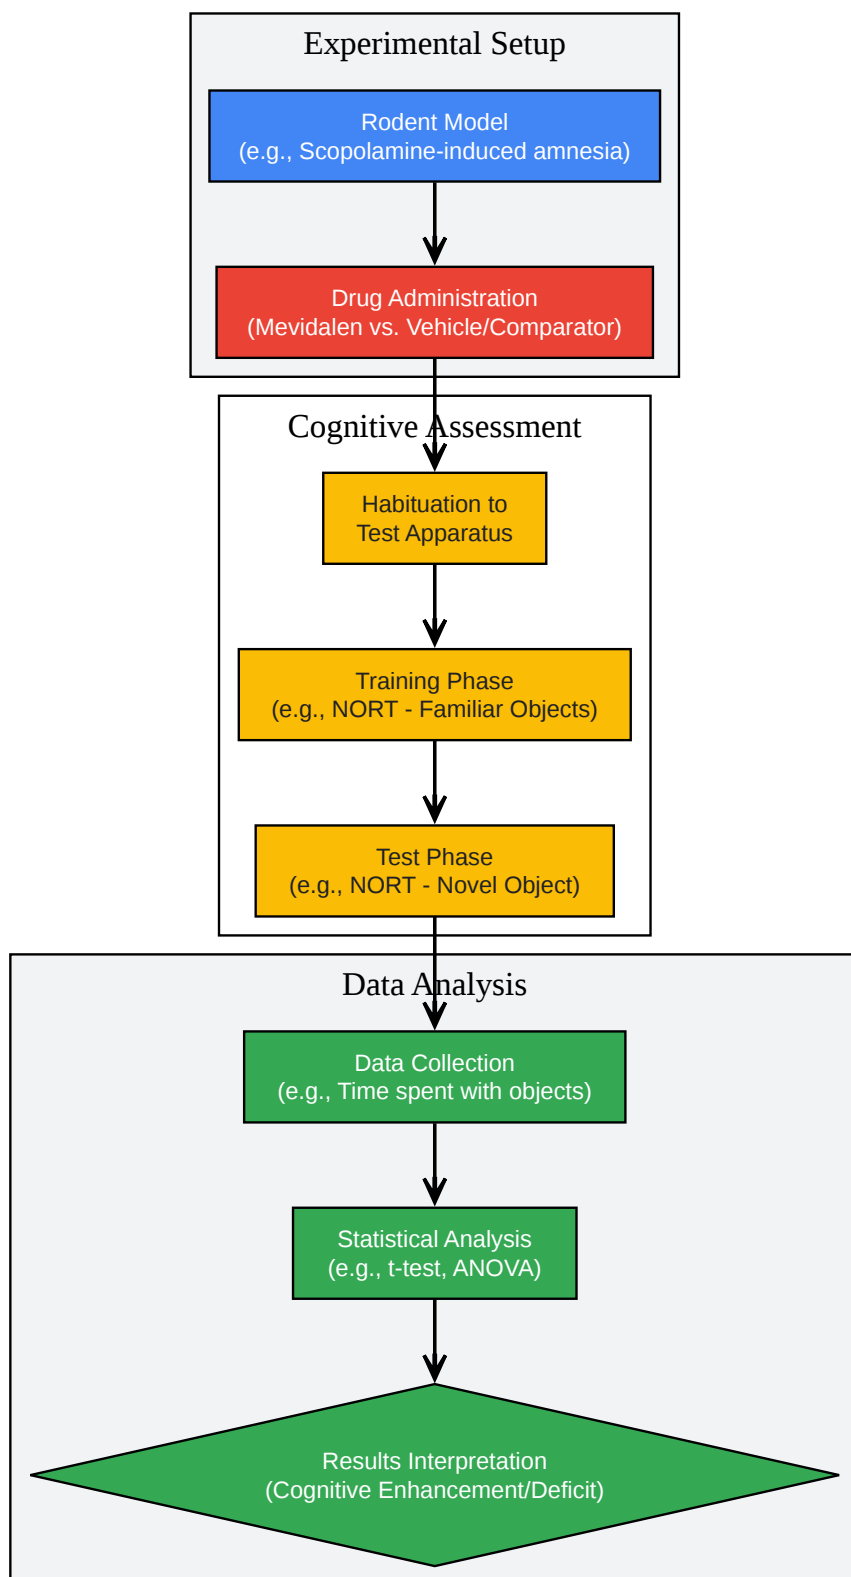 Experimental Setup
Rodent Model
(e.g., Scopolamine-induced amnesia)
Drug Administration
(Mevidalen vs. Vehicle/Comparator)
Cognitive Assessment
Habituation to
Test Apparatus
Training Phase
(e.g., NORT - Familiar Objects)
Test Phase
(e.g., NORT - Novel Object)
Data Analysis
Data Collection
(e.g., Time spent with objects)
Statistical Analysis
(e.g., t-test, ANOVA)
Results Interpretation
(Cognitive Enhancement/Deficit)